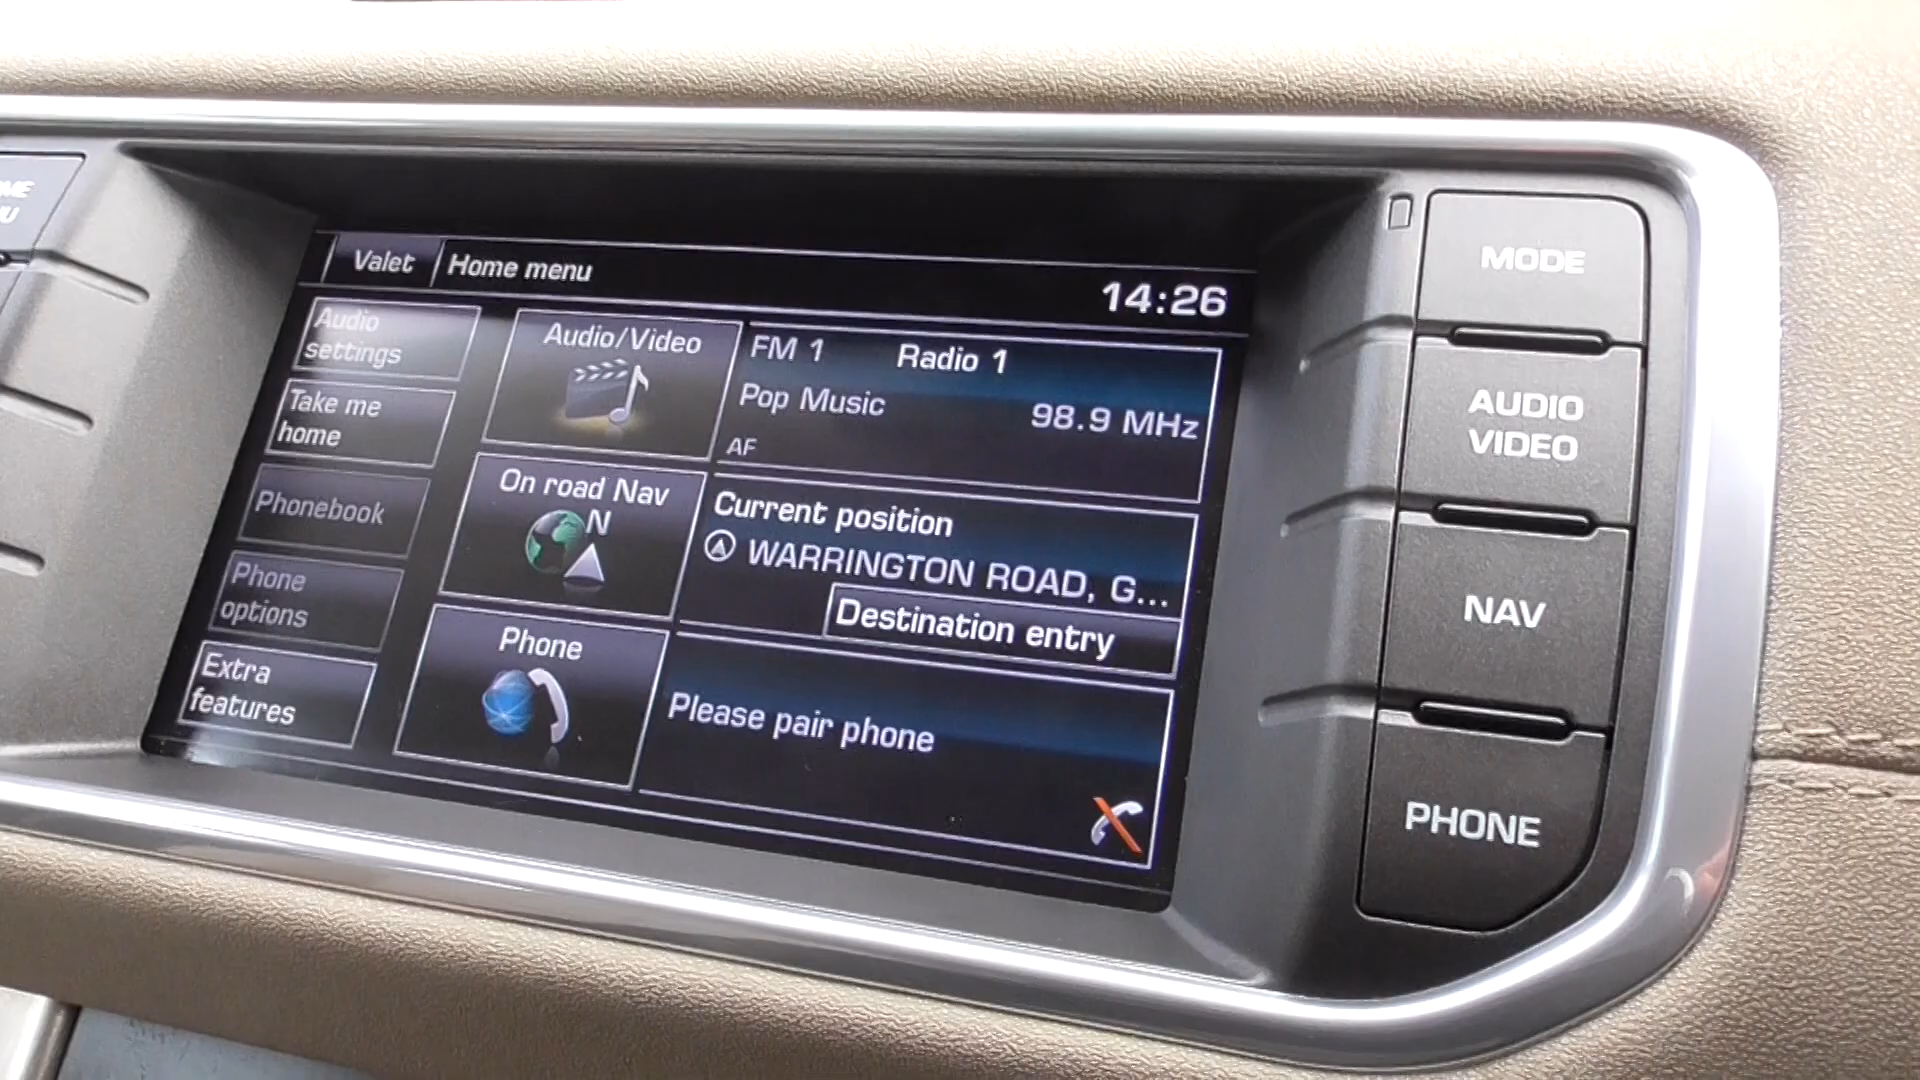 Valet
Home menu
14:26
Audio
settings
Take me
home
Phonebook
Phone
options
Extra
features
Audio/Video
On road Nav
N
Phone
FM 1
Radio 1
Pop Music
98.9 MHz
AF
Current position
WARRINGTON ROAD, G...
Destination entry
Please pair phone
MODE
AUDIO
VIDEO
NAV
PHONE